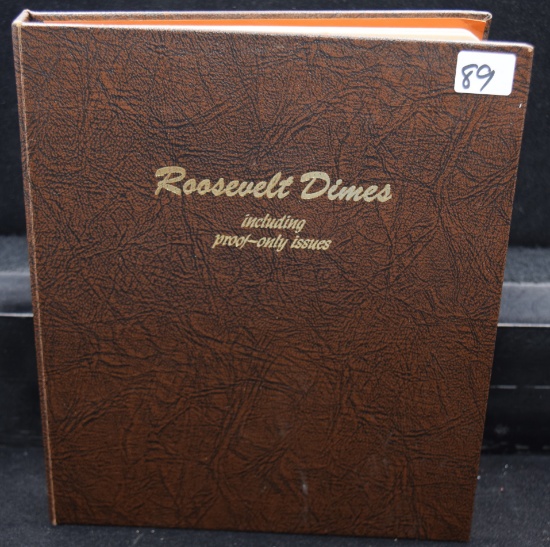 89
Roosevelt Dimes
including
proof-only issues